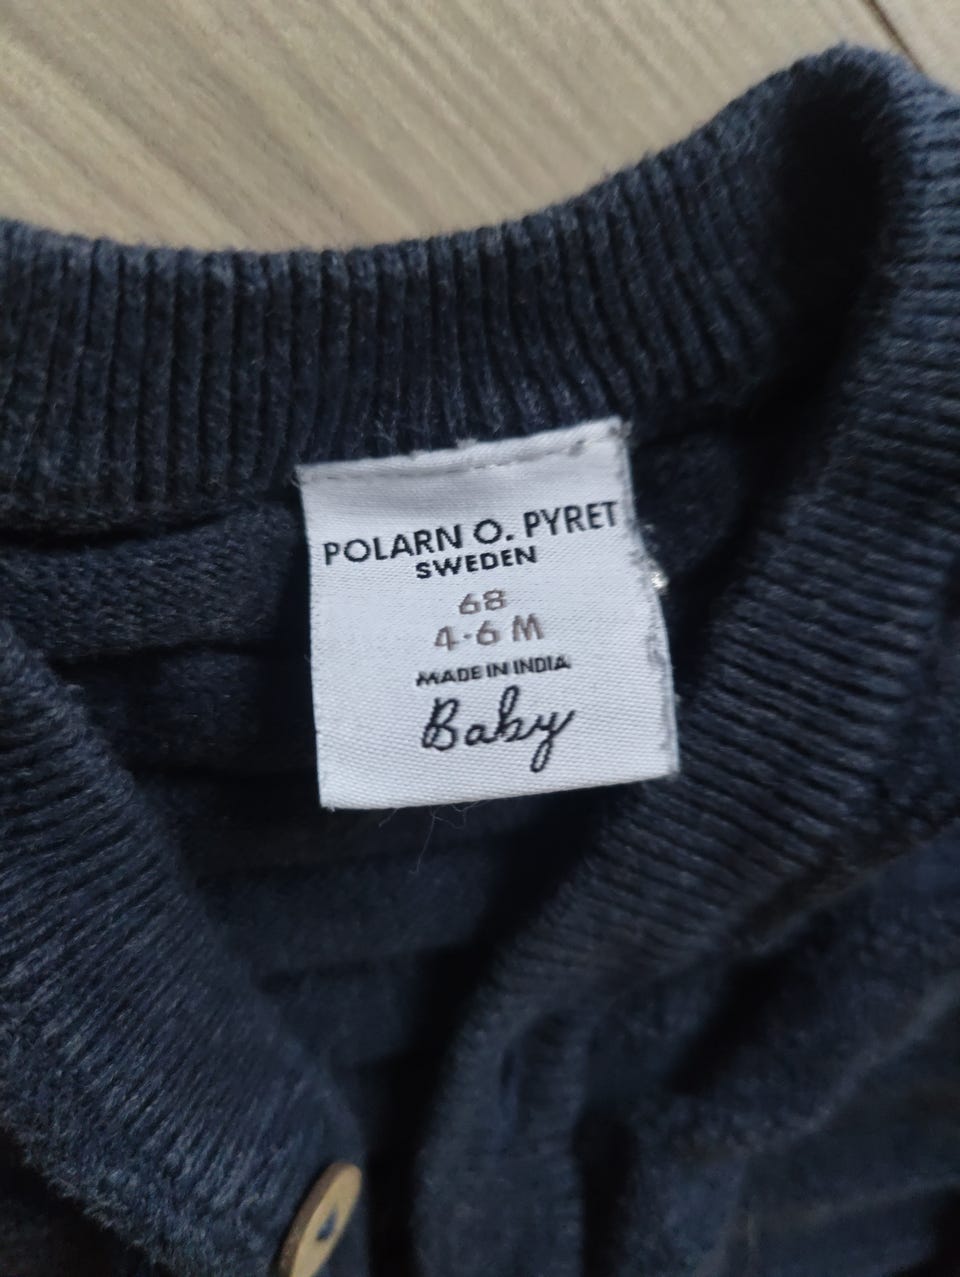 POLARN O. PYRET
SWEDEN
68
4-6 M
MADE IN INDIA
Baby